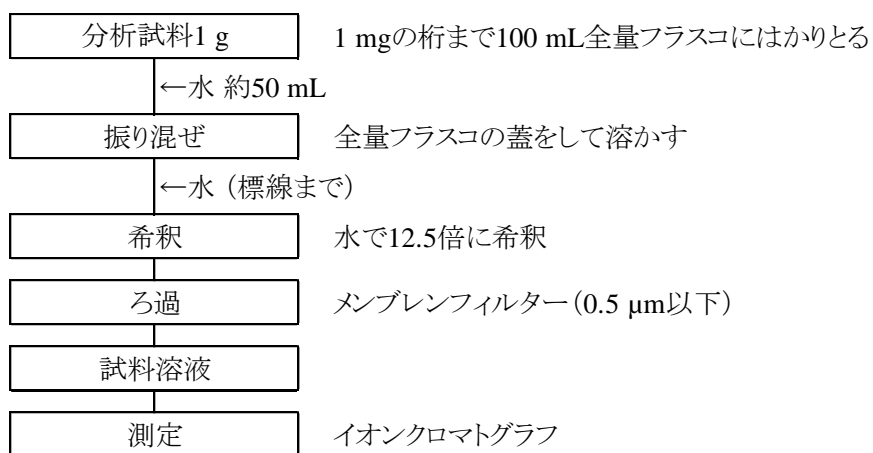 分析試料1 g 1 mgの桁まで100 mL全量フラスコにはかりとる
←水 約50 mL
振り混ぜ 全量フラスコの蓋をして溶かす
←水 (標線まで)
希釈 水で12.5倍に希釈
ろ過 メンブレンフィルター(0.5 µm以下)
試料溶液
測定 イオンクロマトグラフ